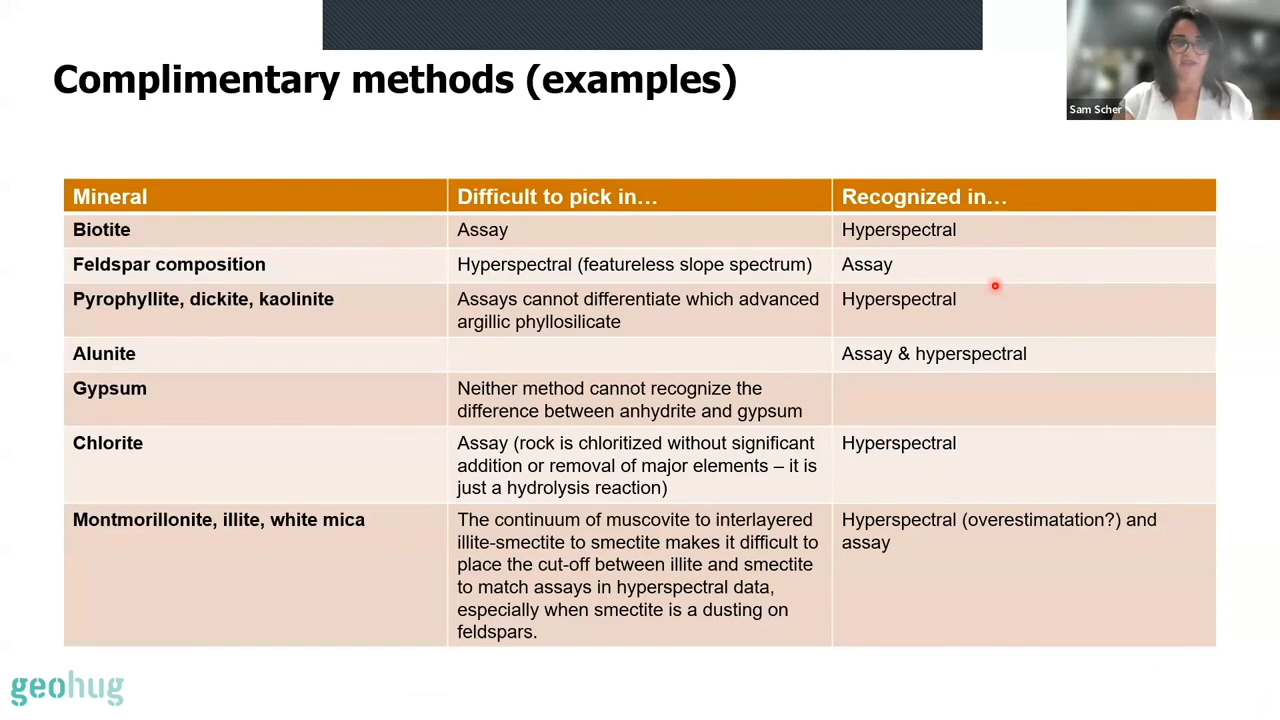 Complimentary methods (examples)
Sam Scher
Mineral
Difficult to pick in...
Recognized in...
Biotite
Assay
Hyperspectral
Feldspar composition
Hyperspectral (featureless slope spectrum)
Assay
Pyrophyllite, dickite, kaolinite
Assays cannot differentiate which advanced
argillic phyllosilicate
Hyperspectral
Alunite
Assay & hyperspectral
Gypsum
Neither method cannot recognize the
difference between anhydrite and gypsum
Chlorite
Assay (rock is chloritized without significant
addition or removal of major elements – it is
just a hydrolysis reaction)
Hyperspectral
Montmorillonite, illite, white mica
The continuum of muscovite to interlayered
illite-smectite to smectite makes it difficult to
place the cut-off between illite and smectite
to match assays in hyperspectral data,
especially when smectite is a dusting on
feldspars.
Hyperspectral (overestimatation?) and
assay
geohug